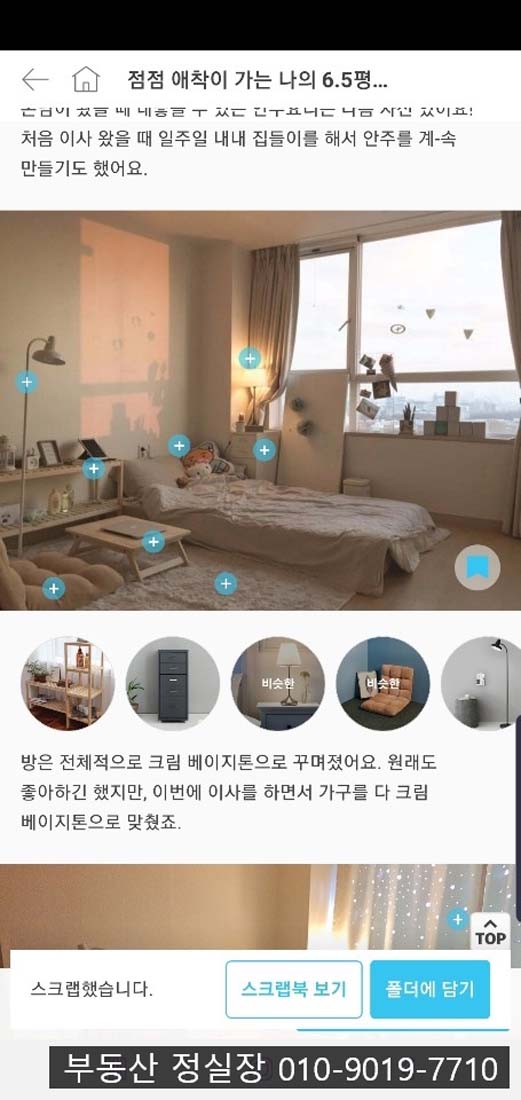 점점 애착이 가는 나의 6.5평...
처음 이사 왔을 때 일주일 내내 집들이를 해서 안주를 계-속
만들기도 했어요.
비슷한
비슷한
방은 전체적으로 크림 베이지톤으로 꾸며졌어요. 원래도
좋아하긴 했지만, 이번에 이사를 하면서 가구를 다 크림
베이지톤으로 맞췄죠.
TOP
스크랩했습니다.
스크랩북 보기
폴더에 담기
부동산 정실장 010-9019-7710